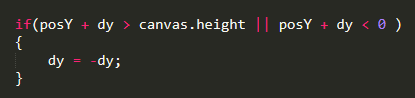 if(posY + dy > canvas.height || posY + dy < 0 )
{
    dy = -dy;
}